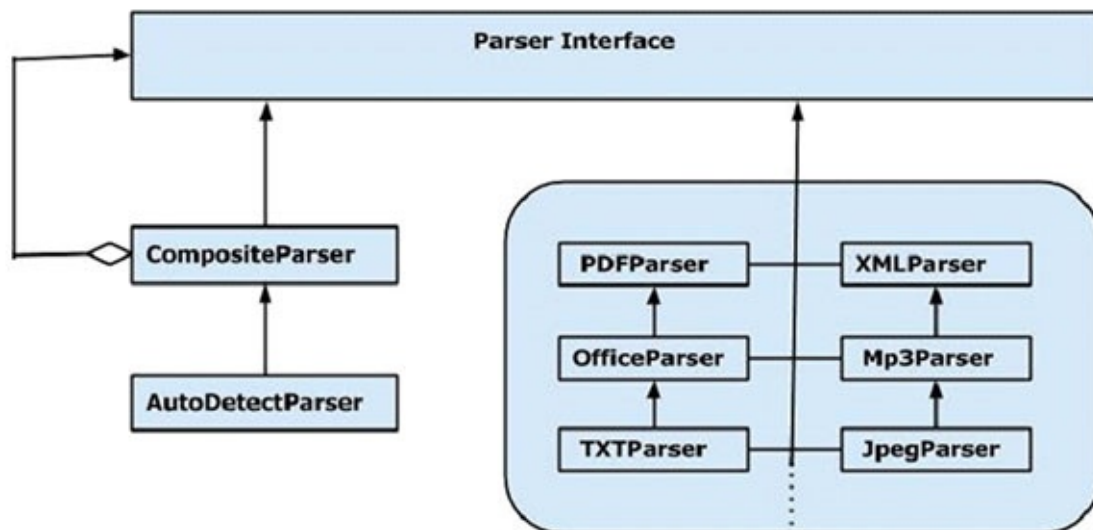 Parser Interface
CompositeParser
AutoDetectParser
PDFParser
XMLParser
OfficeParser
Mp3Parser
TXTParser
JpegParser